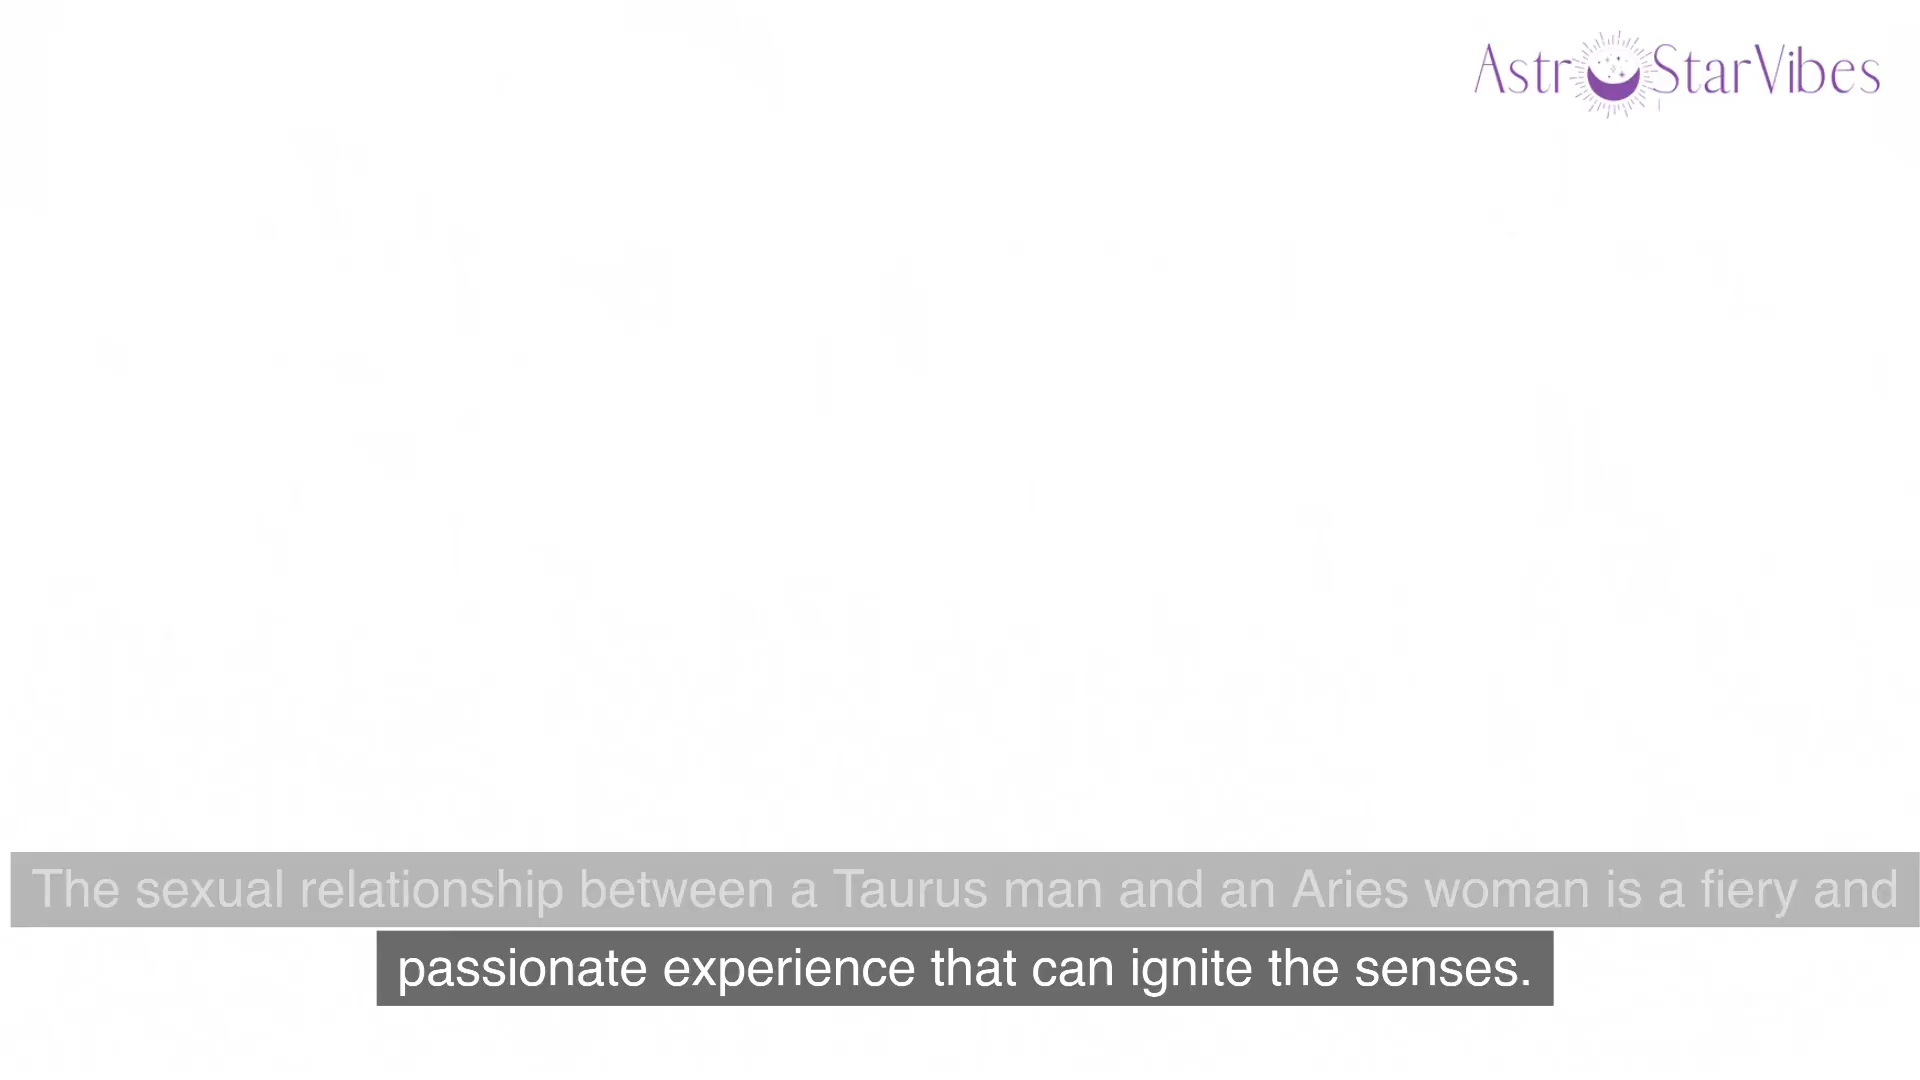 AstroStarVibes
The sexual relationship between a Taurus man and an Aries woman is a fiery and
passionate experience that can ignite the senses.